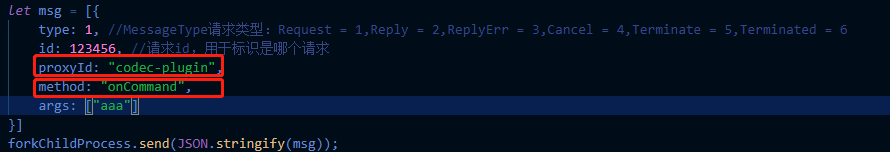 let msg = [{
type: 1, //MessageType请求类型：Request = 1,Reply = 2,ReplyErr = 3,Cancel = 4,Terminate = 5,Terminated = 6
id: 123456, //请求id，用于标识是哪个请求
proxyId: "codec-plugin",
method: "onCommand",
args: ["aaa"]
}]
forkChildProcess.send(JSON.stringify(msg));